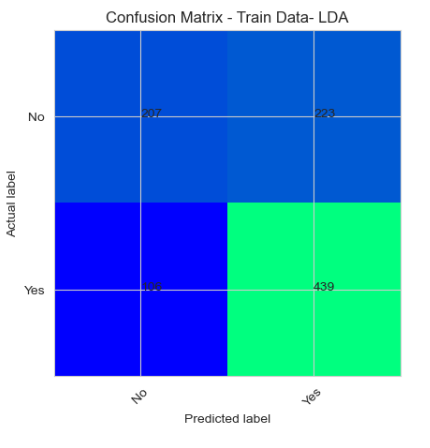 Confusion Matrix - Train Data- LDA
No
207
223
Actual label
Yes
439
No
Yes
Predicted label